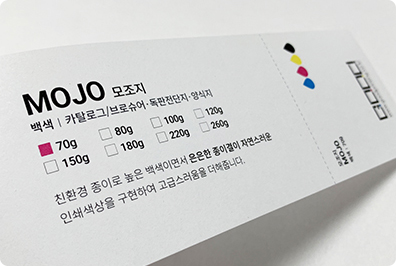 MOJO 모조지
백색 | 카탈로그/브로슈어·독판전단지·양식지
70g 80g 100g 120g
150g 180g 220g 260g
친환경 종이로 높은 백색이면서 은은한 종이결이 자연스러운
인쇄색상을 구현하여 고급스러움을 더해줍니다.
MOJO